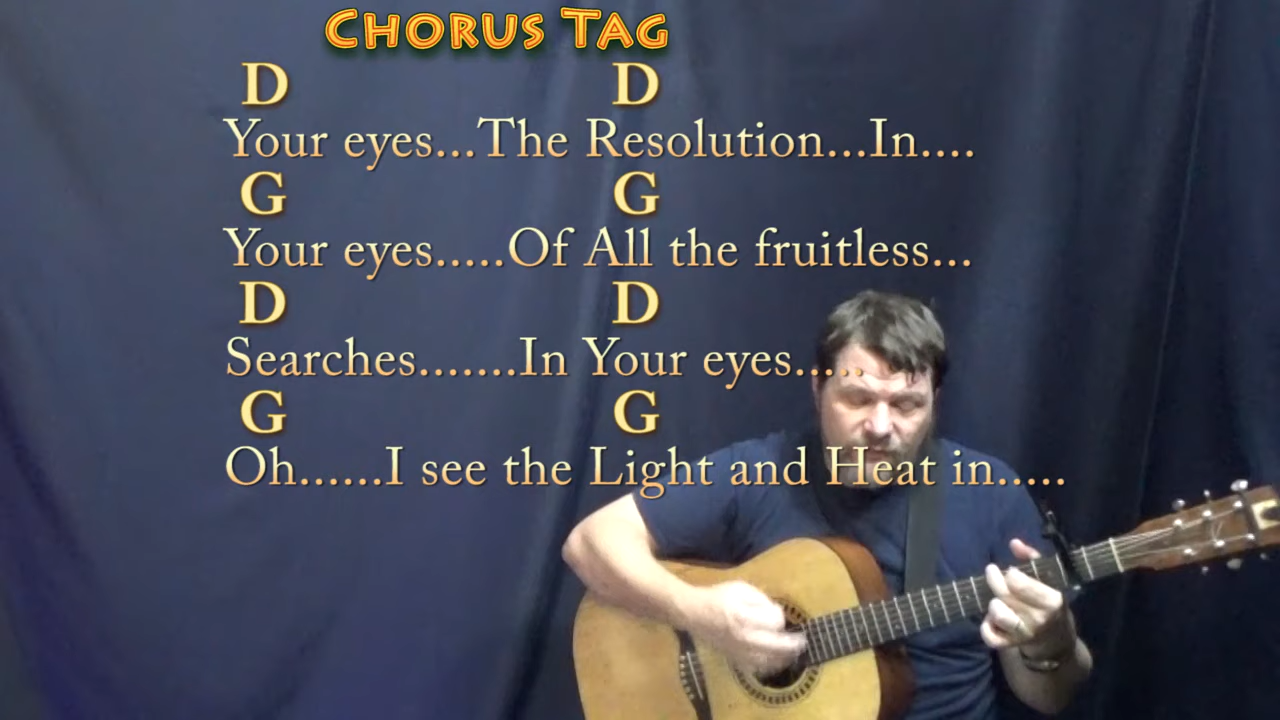 CHORUS TAG
D D
Your eyes...The Resolution...In....
G G
Your eyes.....Of All the fruitless...
D D
Searches.......In Your eyes.....
G G
Oh......I see the Light and Heat in.....